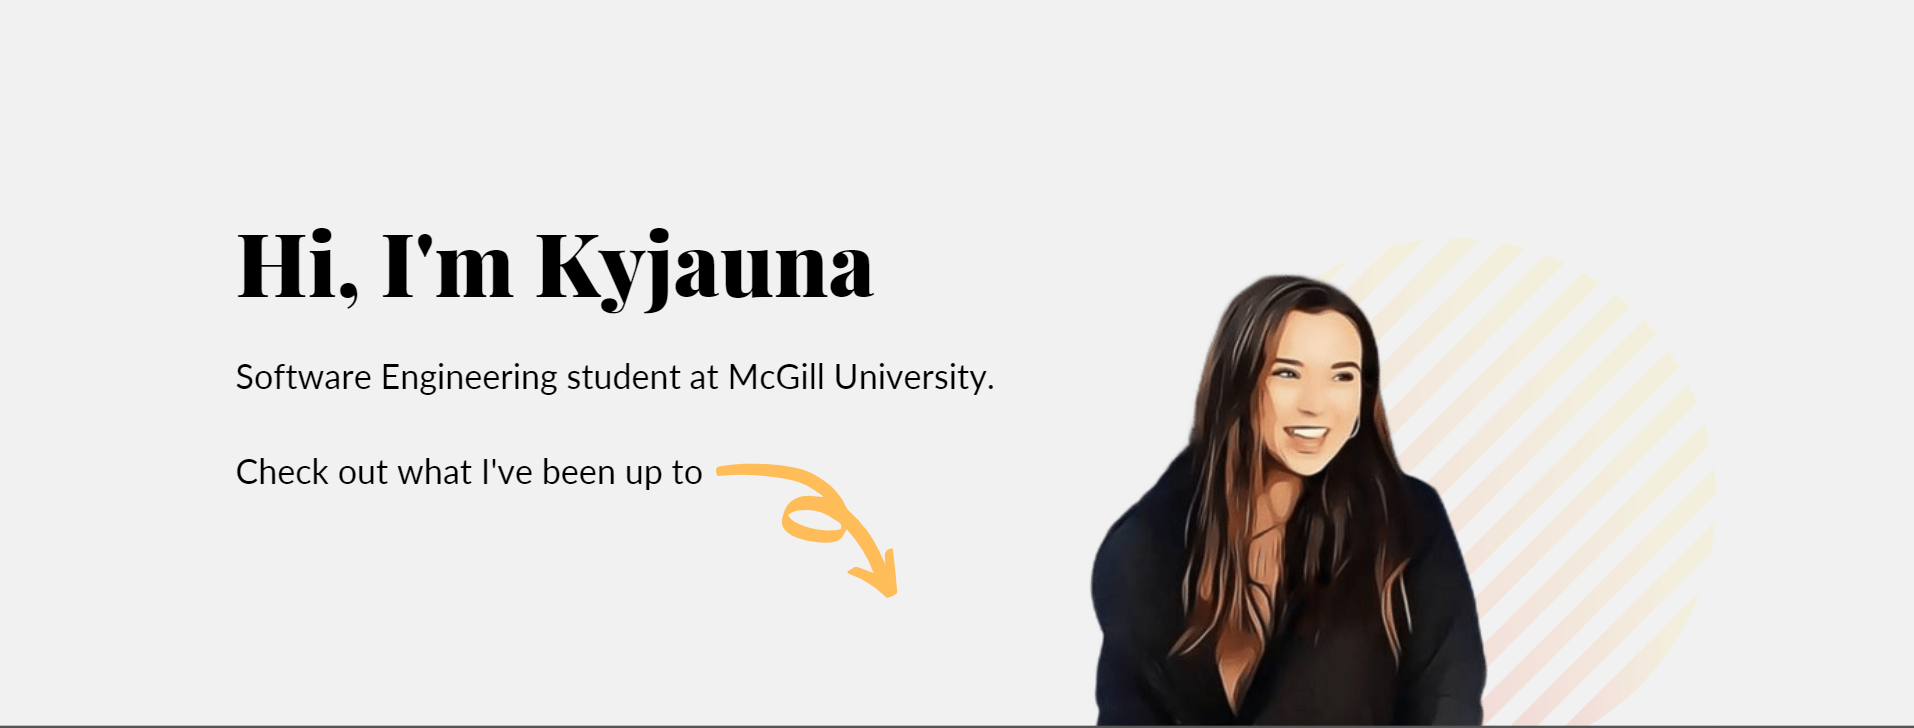 Hi, I'm Kyjauna
Software Engineering student at McGill University.
Check out what I've been up to